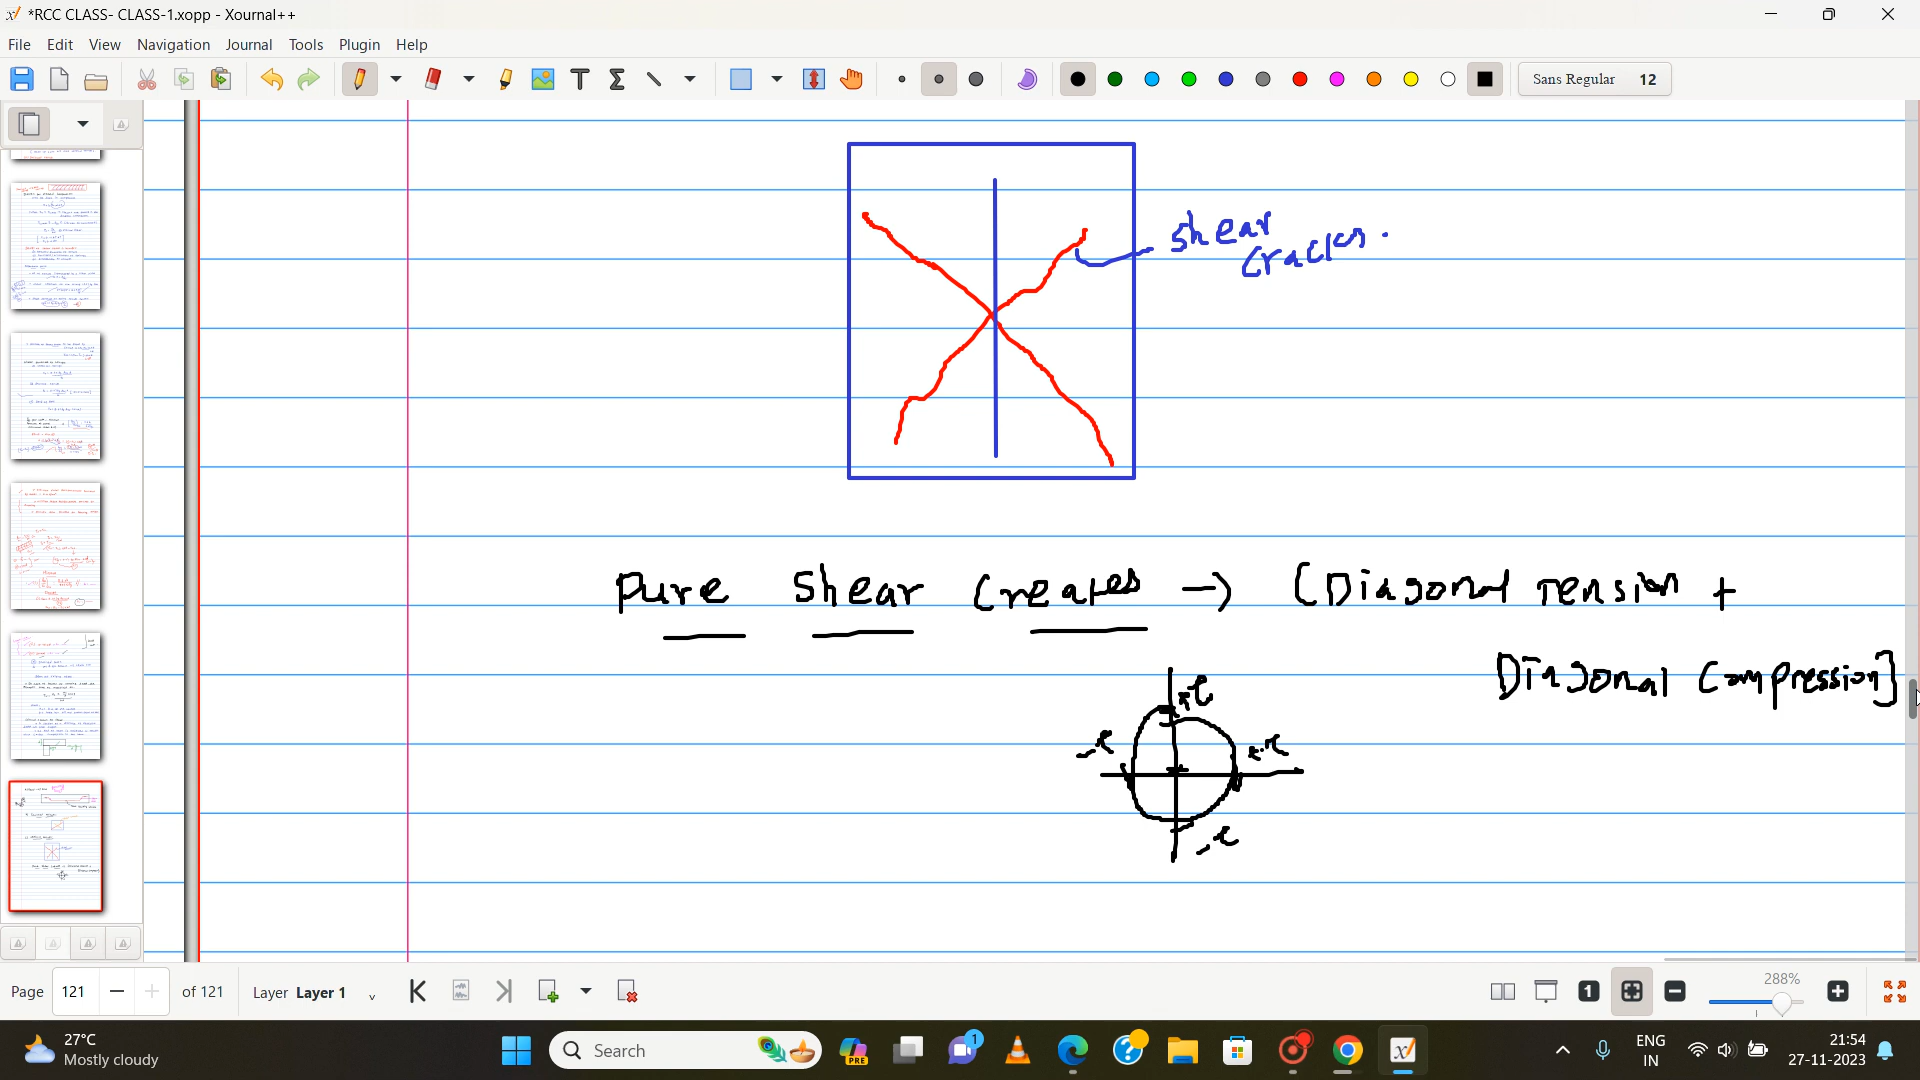 *RCC CLASS- CLASS-1.xopp - Xournal++
File Edit View Navigation Journal Tools Plugin Help
Sans Regular 12
shear
cracks.
Pure shear creates → (Diagonal Tension +
Diagonal Compression]
+τ
-τ +τ
-τ
Page 121 of 121 Layer Layer 1 288%
27°C
Mostly cloudy
Search
PRE
1
ENG
IN
21:54
27-11-2023